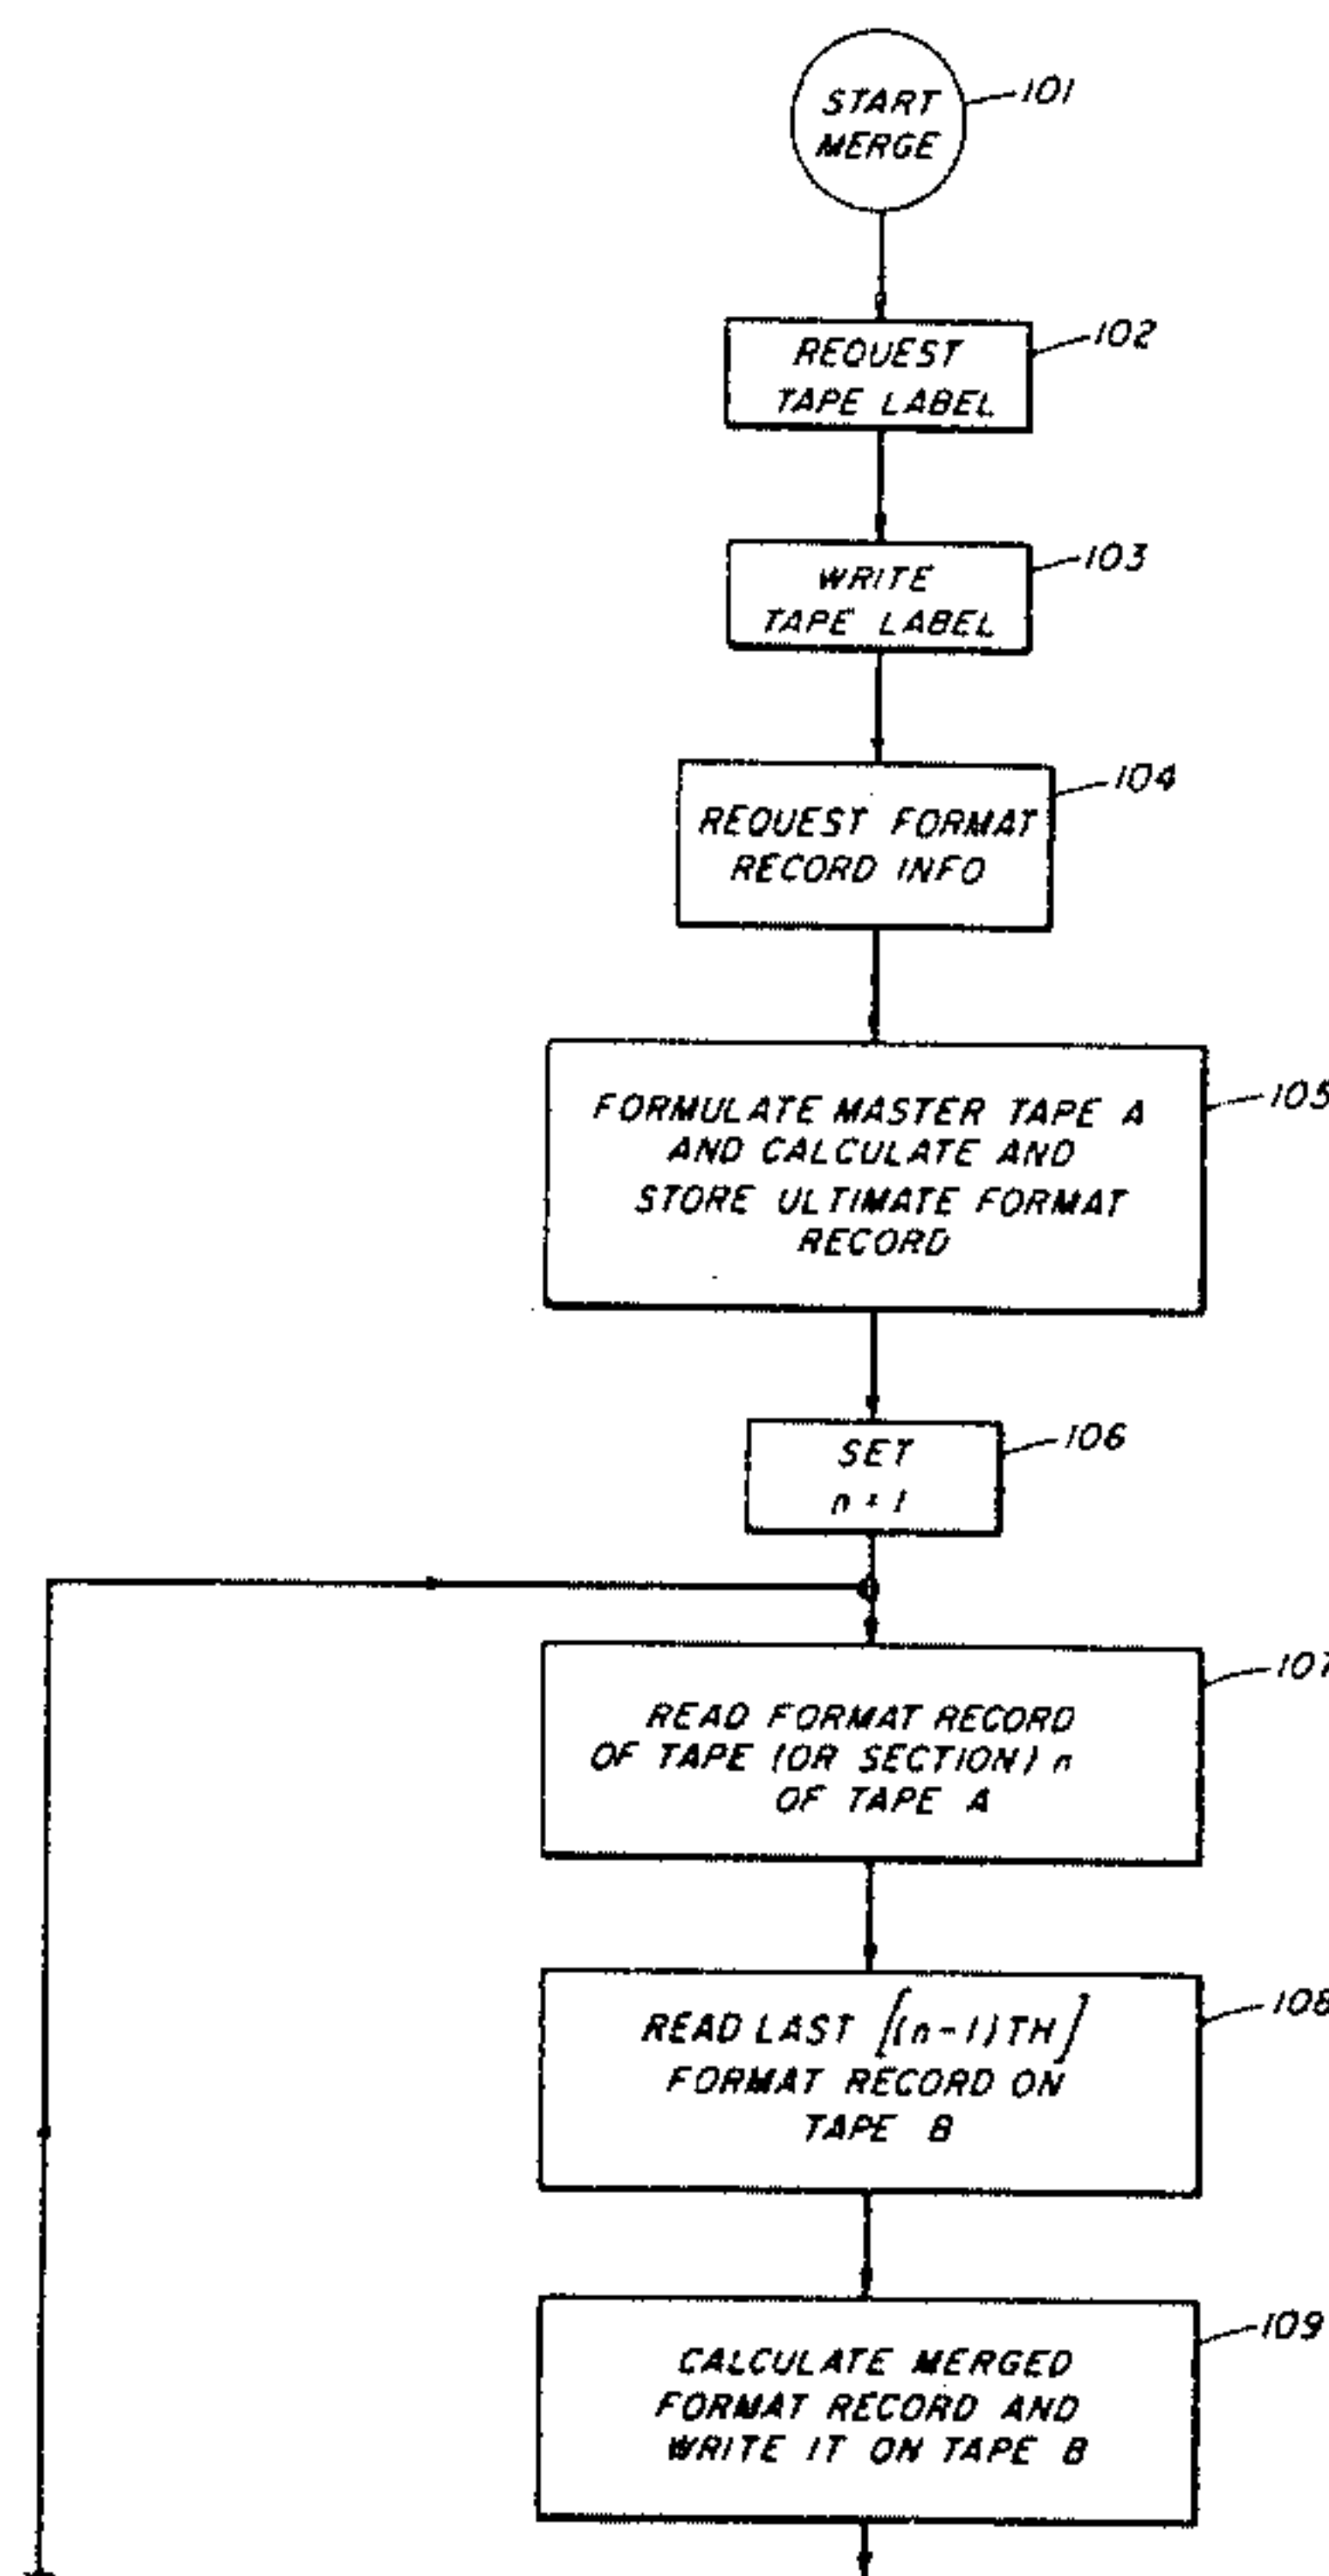 START
MERGE
101
REQUEST
TAPE LABEL
102
WRITE
TAPE LABEL
103
REQUEST FORMAT
RECORD INFO
104
FORMULATE MASTER TAPE A
AND CALCULATE AND
STORE ULTIMATE FORMAT
RECORD
105
SET
n = 1
106
READ FORMAT RECORD
OF TAPE (OR SECTION) n
OF TAPE A
107
READ LAST [(n-1)TH]
FORMAT RECORD ON
TAPE B
108
CALCULATE MERGED
FORMAT RECORD AND
WRITE IT ON TAPE B
109